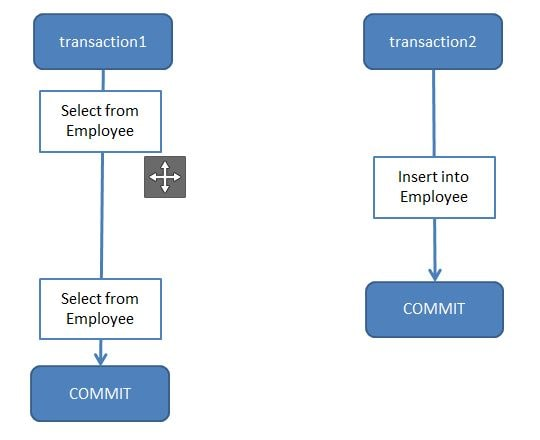 transaction1
transaction2
Select from
Employee
Insert into
Employee
Select from
Employee
COMMIT
COMMIT